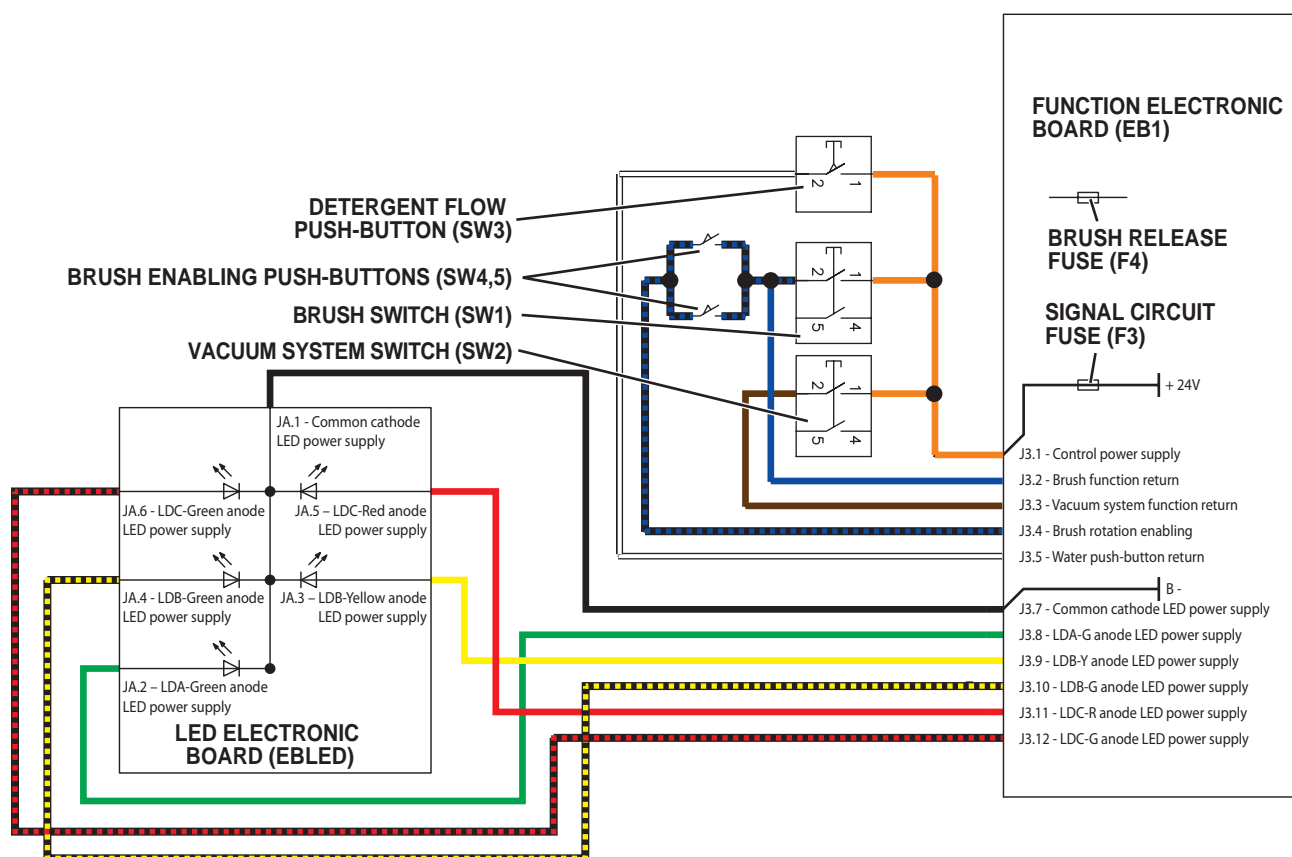 FUNCTION ELECTRONIC
BOARD (EB1)
BRUSH RELEASE
FUSE (F4)
SIGNAL CIRCUIT
FUSE (F3)
+ 24V
DETERGENT FLOW
PUSH-BUTTON (SW3)
BRUSH ENABLING PUSH-BUTTONS (SW4,5)
BRUSH SWITCH (SW1)
VACUUM SYSTEM SWITCH (SW2)
2 1
2 1
5 4
2 1
5 4
J3.1 - Control power supply
J3.2 - Brush function return
J3.3 - Vacuum system function return
J3.4 - Brush rotation enabling
J3.5 - Water push-button return
B -
J3.7 - Common cathode LED power supply
J3.8 - LDA-G anode LED power supply
J3.9 - LDB-Y anode LED power supply
J3.10 - LDB-G anode LED power supply
J3.11 - LDC-R anode LED power supply
J3.12 - LDC-G anode LED power supply
JA.1 - Common cathode
LED power supply
JA.6 - LDC-Green anode
LED power supply
JA.5 – LDC-Red anode
LED power supply
JA.4 - LDB-Green anode
LED power supply
JA.3 – LDB-Yellow anode
LED power supply
JA.2 – LDA-Green anode
LED power supply
LED ELECTRONIC
BOARD (EBLED)